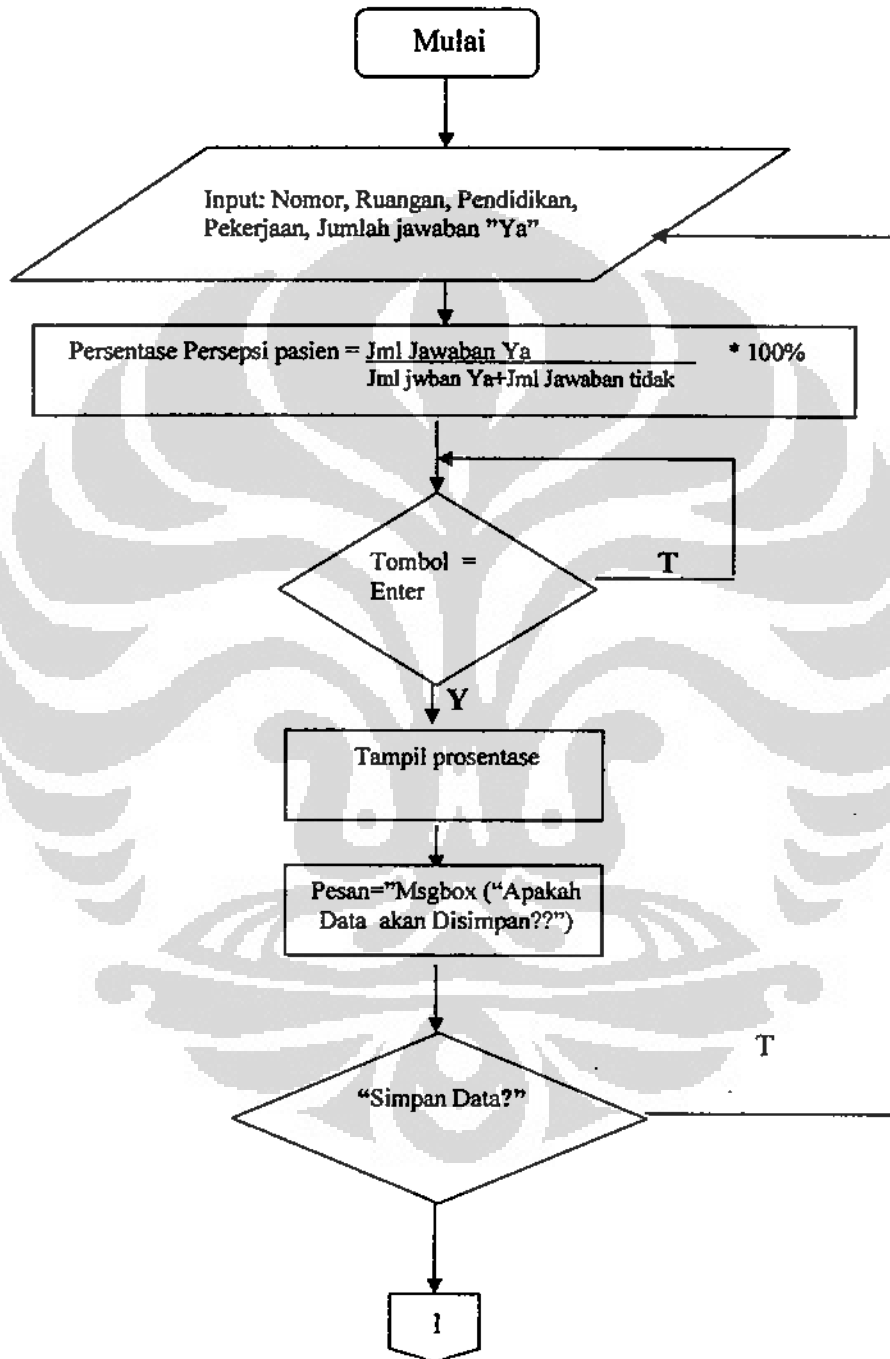 Mulai
Input: Nomor, Ruangan, Pendidikan,
Pekerjaan, Jumlah jawaban ”Ya”
Persentase Persepsi pasien = Jml Jawaban Ya * 100%
Jml jwban Ya+Jml Jawaban tidak
Tombol =
Enter
T
Y
Tampil prosentase
Pesan=”Msgbox (“Apakah
Data akan Disimpan??”)
T
“Simpan Data?”
1